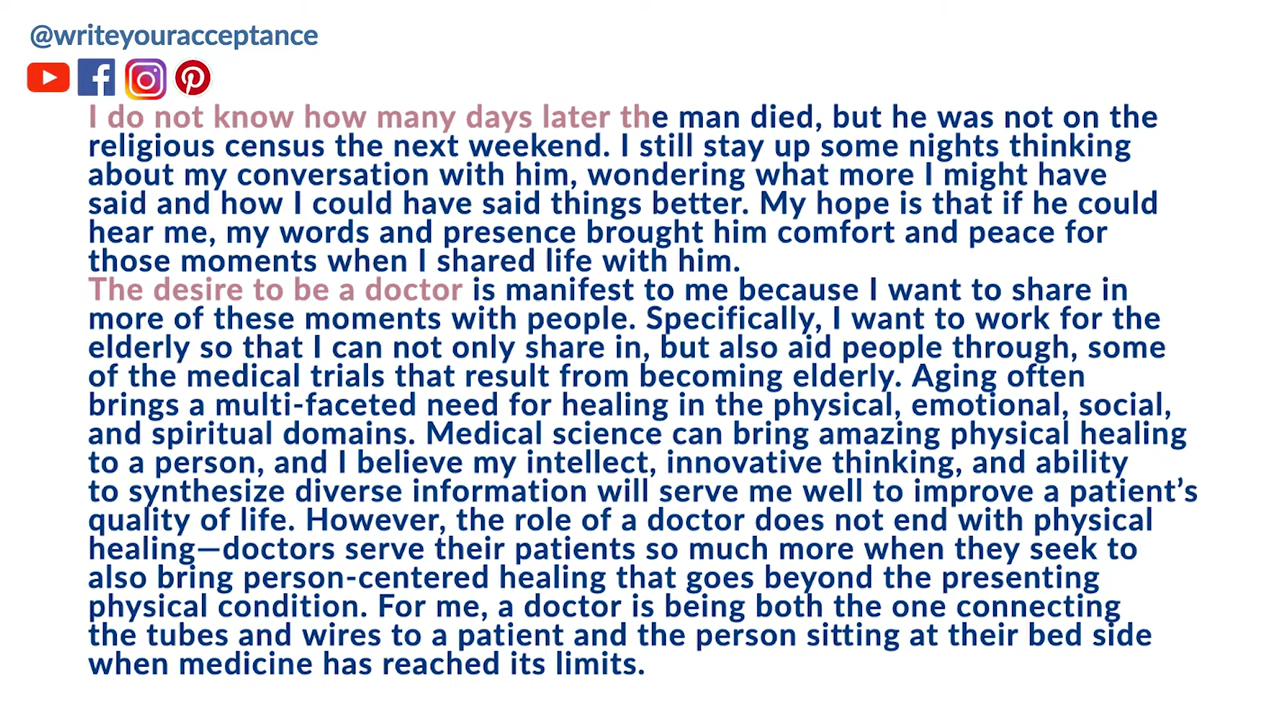 @writeyouracceptance
I do not know how many days later the man died, but he was not on the
religious census the next weekend. I still stay up some nights thinking
about my conversation with him, wondering what more I might have
said and how I could have said things better. My hope is that if he could
hear me, my words and presence brought him comfort and peace for
those moments when I shared life with him.
The desire to be a doctor is manifest to me because I want to share in
more of these moments with people. Specifically, I want to work for the
elderly so that I can not only share in, but also aid people through, some
of the medical trials that result from becoming elderly. Aging often
brings a multi-faceted need for healing in the physical, emotional, social,
and spiritual domains. Medical science can bring amazing physical healing
to a person, and I believe my intellect, innovative thinking, and ability
to synthesize diverse information will serve me well to improve a patient’s
quality of life. However, the role of a doctor does not end with physical
healing—doctors serve their patients so much more when they seek to
also bring person-centered healing that goes beyond the presenting
physical condition. For me, a doctor is being both the one connecting
the tubes and wires to a patient and the person sitting at their bed side
when medicine has reached its limits.